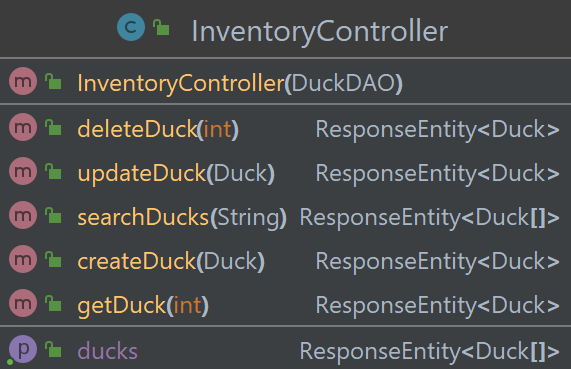 C InventoryController
m InventoryController(DuckDAO)
m deleteDuck(int) ResponseEntity<Duck>
m updateDuck(Duck) ResponseEntity<Duck>
m searchDucks(String) ResponseEntity<Duck[]>
m createDuck(Duck) ResponseEntity<Duck>
m getDuck(int) ResponseEntity<Duck>
p ducks ResponseEntity<Duck[]>